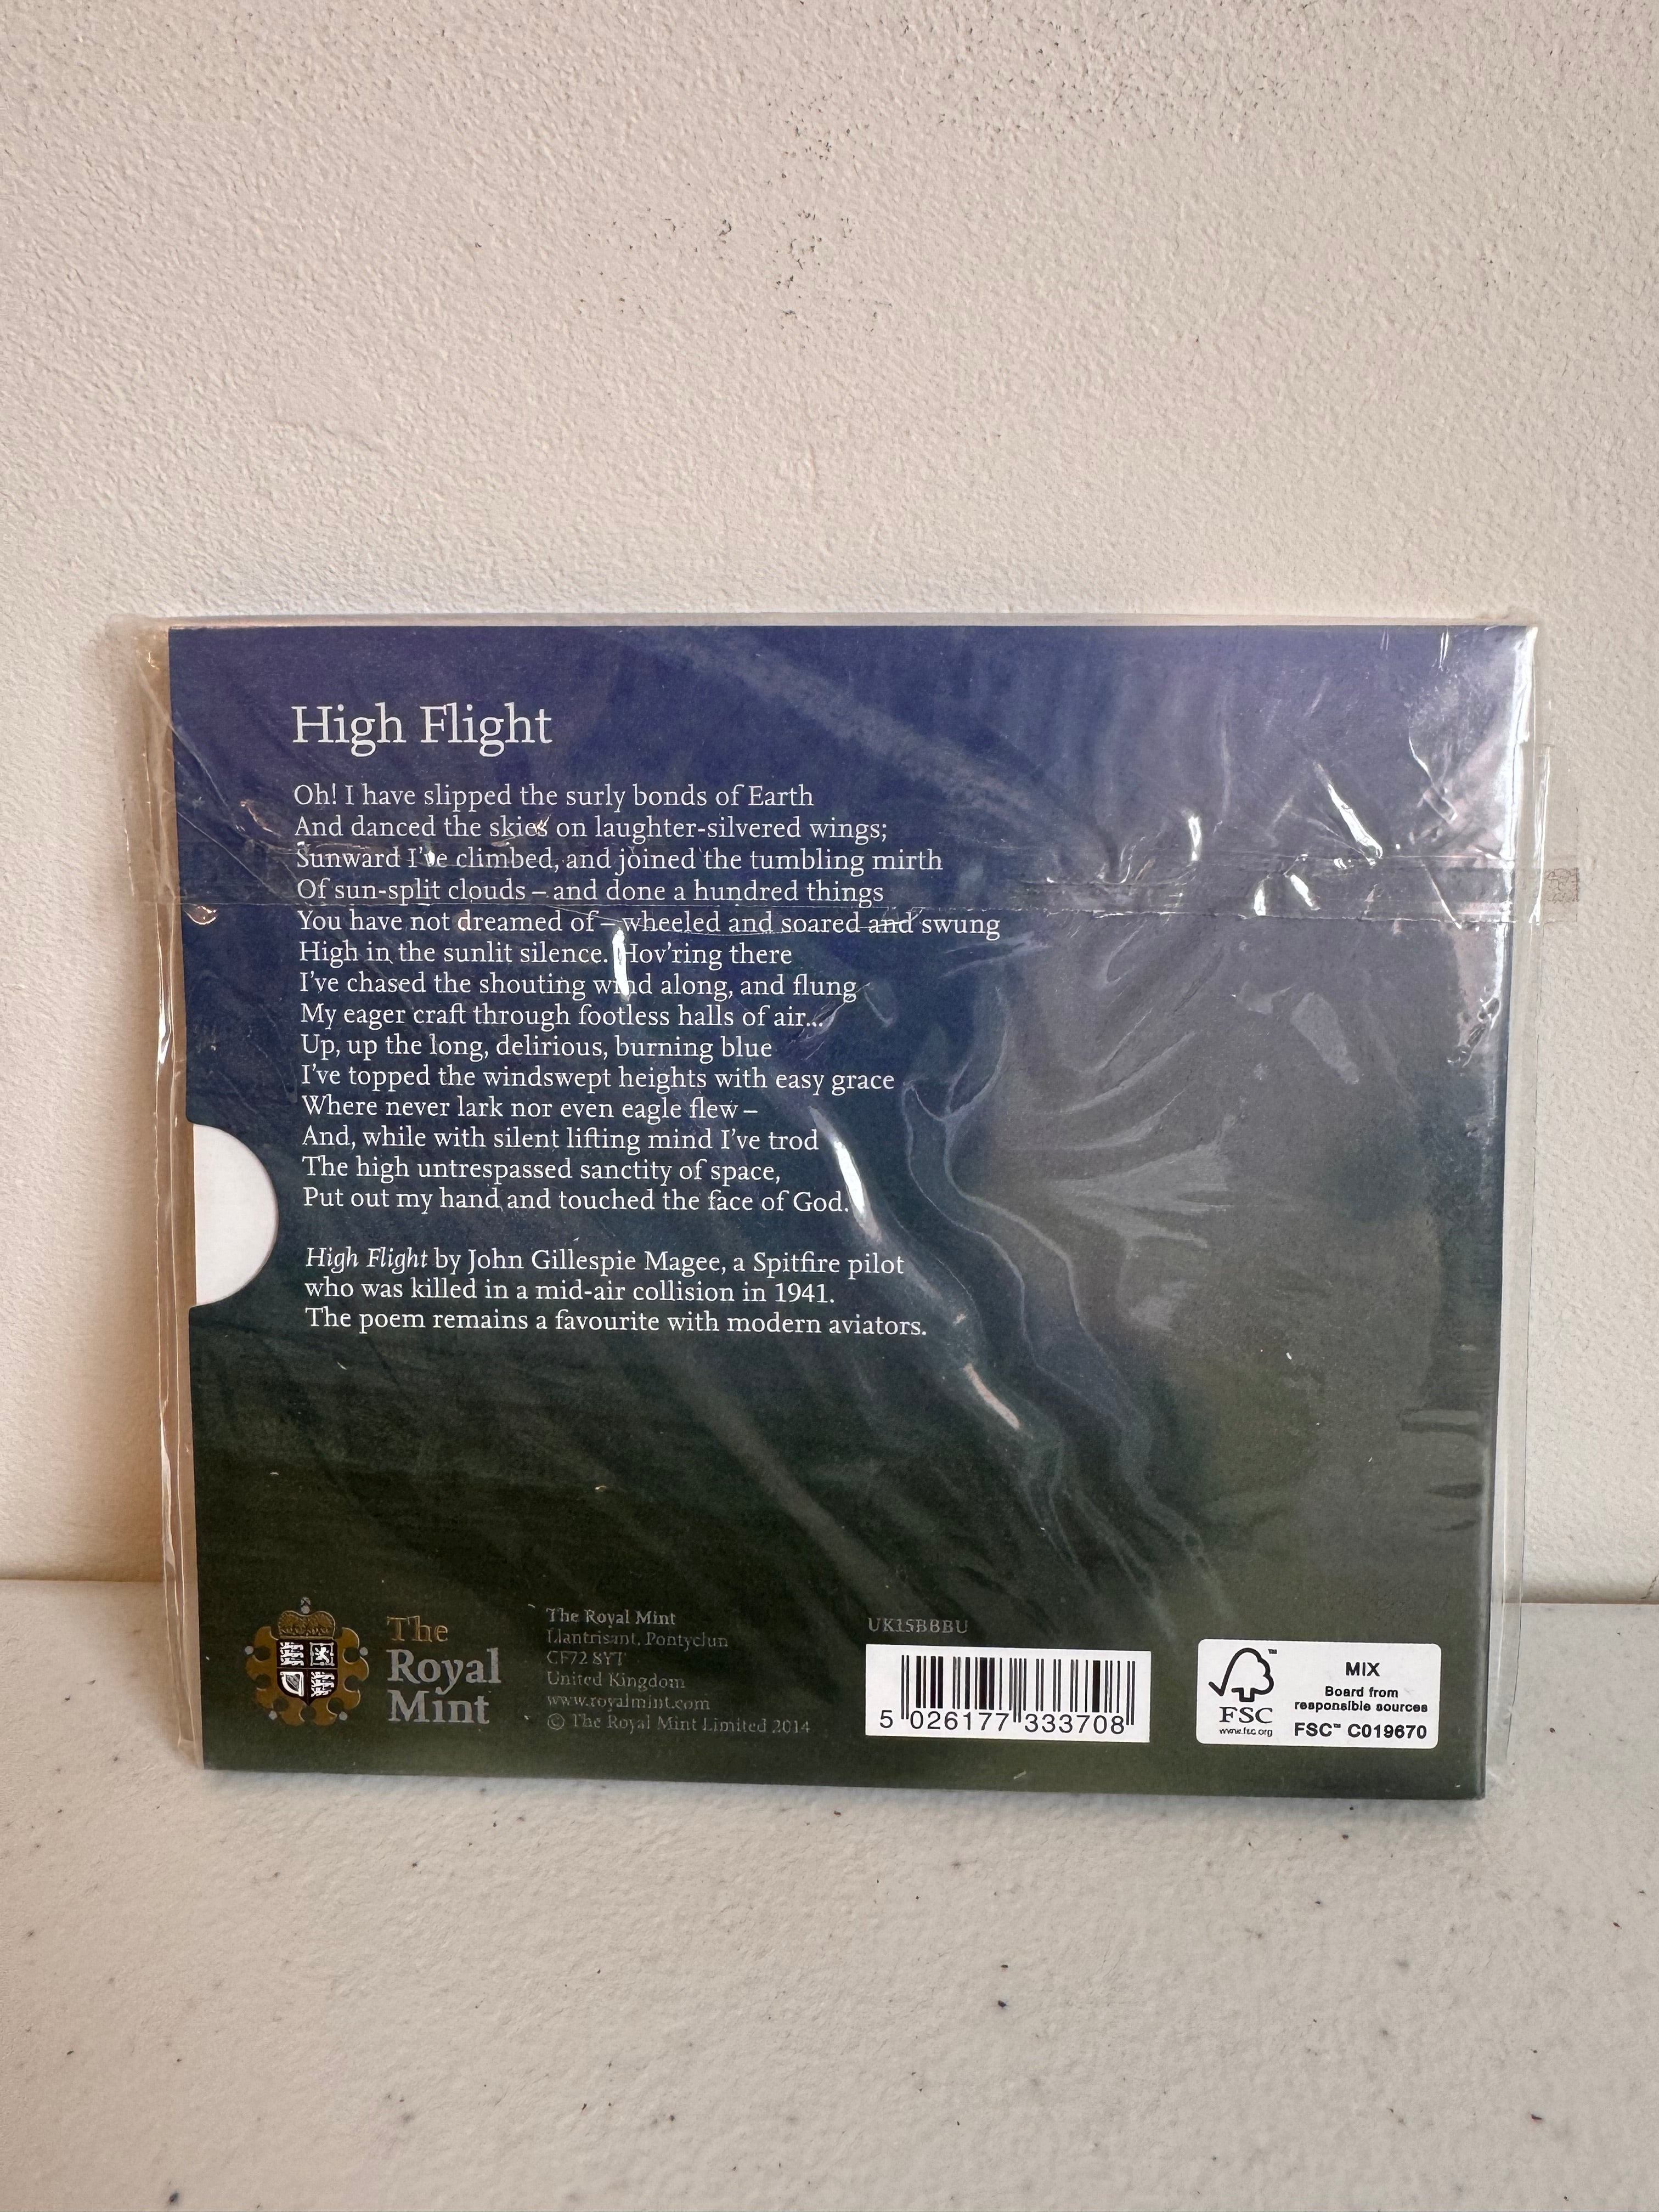 High Flight
Oh! I have slipped the surly bonds of Earth
And danced the skies on laughter-silvered wings;
Sunward I've climbed, and joined the tumbling mirth
Of sun-split clouds – and done a hundred things
You have not dreamed of – wheeled and soared and swung
High in the sunlit silence. Hov'ring there
I've chased the shouting wind along, and flung
My eager craft through footless halls of air...
Up, up the long, delirious, burning blue
I've topped the windswept heights with easy grace
Where never lark nor even eagle flew –
And, while with silent lifting mind I've trod
The high untrespassed sanctity of space,
Put out my hand and touched the face of God.
High Flight by John Gillespie Magee, a Spitfire pilot
who was killed in a mid-air collision in 1941.
The poem remains a favourite with modern aviators.
The
Royal
Mint
The Royal Mint
Llantrisant, Pontyclun
CF72 8YT
United Kingdom
www.royalmint.com
© The Royal Mint Limited 2014
UK15BBBU
5 026177 333708
FSC™
www.fsc.org
MIX
Board from
responsible sources
FSC™ C019670